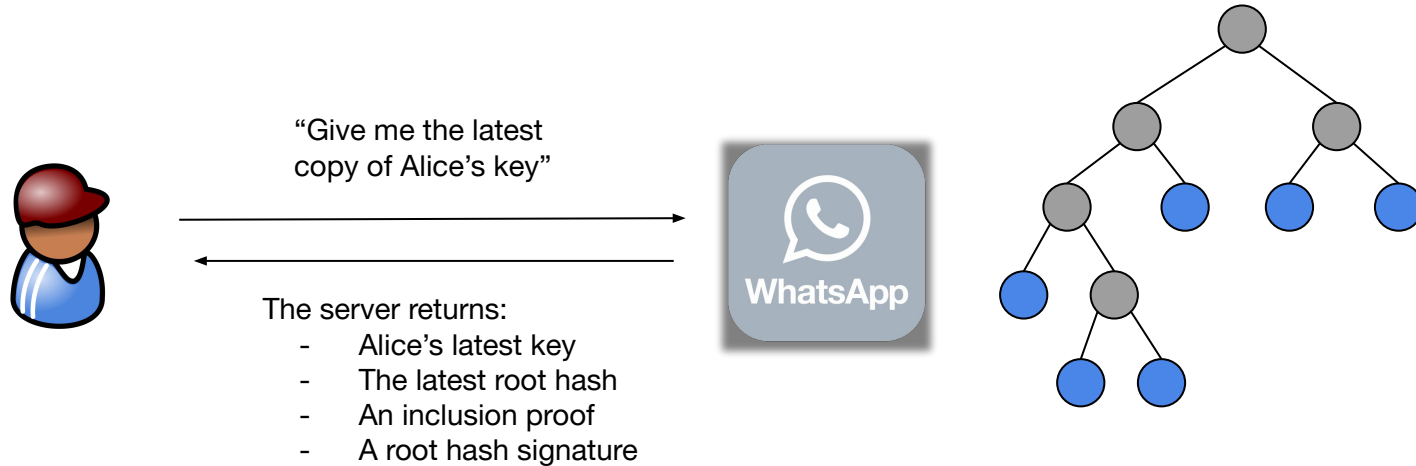 “Give me the latest
copy of Alice’s key”
WhatsApp
The server returns:
- Alice’s latest key
- The latest root hash
- An inclusion proof
- A root hash signature